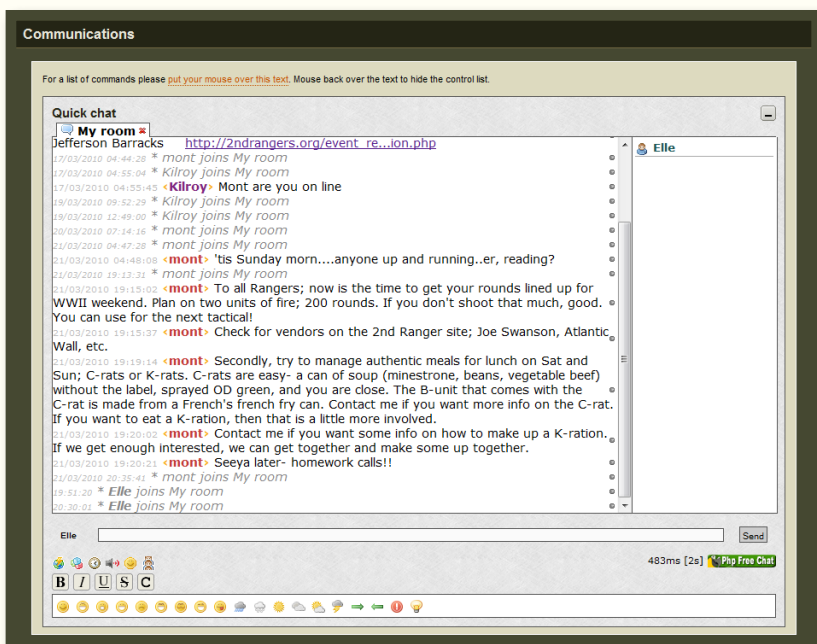 Communications
For a list of commands please put your mouse over this text. Mouse back over the text to hide the control list.
Quick chat
My room
Jefferson Barracks http://2ndrangers.org/event_re...ion.php
17/03/2010 04:44:28 * mont joins My room
17/03/2010 04:55:04 * Kilroy joins My room
17/03/2010 04:55:45 ‹Kilroy› Mont are you on line
19/03/2010 09:52:29 * Kilroy joins My room
19/03/2010 12:49:00 * Kilroy joins My room
20/03/2010 07:14:16 * mont joins My room
21/03/2010 04:47:28 * mont joins My room
21/03/2010 04:48:08 ‹mont› 'tis Sunday morn....anyone up and running..er, reading?
21/03/2010 19:13:31 * mont joins My room
21/03/2010 19:15:02 ‹mont› To all Rangers; now is the time to get your rounds lined up for
WWII weekend. Plan on two units of fire; 200 rounds. If you don't shoot that much, good.
You can use for the next tactical!
21/03/2010 19:15:37 ‹mont› Check for vendors on the 2nd Ranger site; Joe Swanson, Atlantic
Wall, etc.
21/03/2010 19:19:14 ‹mont› Secondly, try to manage authentic meals for lunch on Sat and
Sun; C-rats or K-rats. C-rats are easy- a can of soup (minestrone, beans, vegetable beef)
without the label, sprayed OD green, and you are close. The B-unit that comes with the
C-rat is made from a French's french fry can. Contact me if you want more info on the C-rat.
If you want to eat a K-ration, then that is a little more involved.
21/03/2010 19:20:02 ‹mont› Contact me if you want some info on how to make up a K-ration.
If we get enough interested, we can get together and make some up together.
21/03/2010 19:20:21 ‹mont› Seeya later- homework calls!!
21/03/2010 20:35:41 * mont joins My room
19:51:20 * Elle joins My room
20:30:01 * Elle joins My room
Elle
Elle
Send
483ms [2s] Php Free Chat
B I U S C